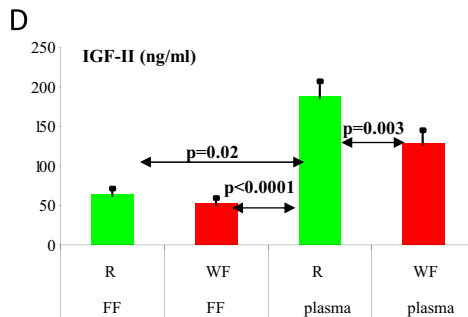 D
IGF-II (ng/ml)
250
200
150
100
50
0
p=0.02
p<0.0001
p=0.003
R WF R WF
FF FF plasma plasma